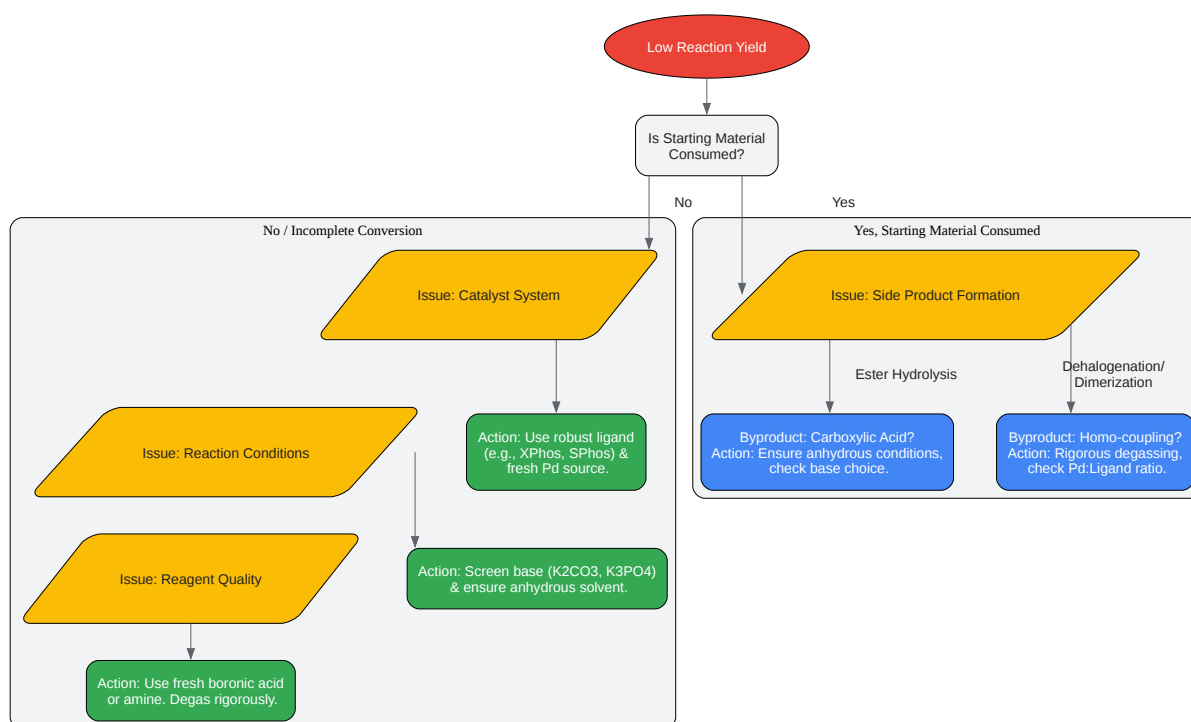 Low Reaction Yield
Is Starting Material
Consumed?
No
Yes
No / Incomplete Conversion
Yes, Starting Material Consumed
Issue: Catalyst System
Issue: Side Product Formation
Ester Hydrolysis
Dehalogenation/
Dimerization
Issue: Reaction Conditions
Action: Use robust ligand
(e.g., XPhos, SPhos) &
fresh Pd source.
Byproduct: Carboxylic Acid?
Action: Ensure anhydrous conditions,
check base choice.
Byproduct: Homo-coupling?
Action: Rigorous degassing,
check Pd:Ligand ratio.
Issue: Reagent Quality
Action: Screen base (K2CO3, K3PO4)
& ensure anhydrous solvent.
Action: Use fresh boronic acid
or amine. Degas rigorously.